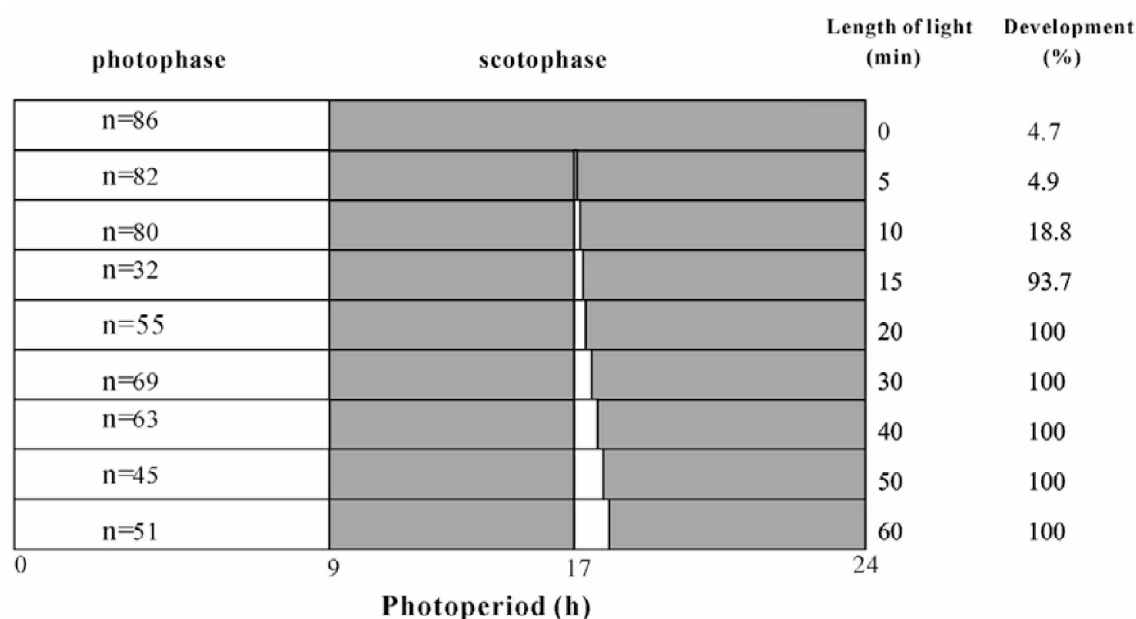 photophase scotophase Length of light (min) Development (%)
n=86 0 4.7
n=82 5 4.9
n=80 10 18.8
n=32 15 93.7
n=55 20 100
n=69 30 100
n=63 40 100
n=45 50 100
n=51 60 100
0 9 17 24
Photoperiod (h)